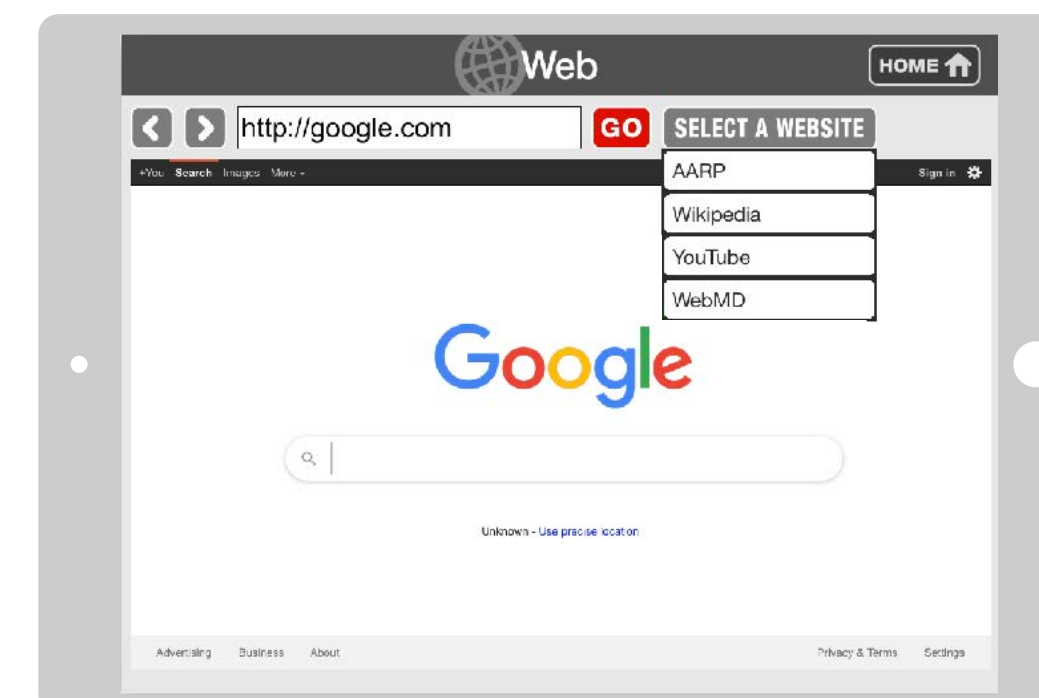 Web
HOME
http://google.com GO SELECT A WEBSITE
+You Search Images More Sign in
AARP
Wikipedia
YouTube
WebMD
Google
Unknown - Use precise location
Advertising Business About Privacy & Terms Settings